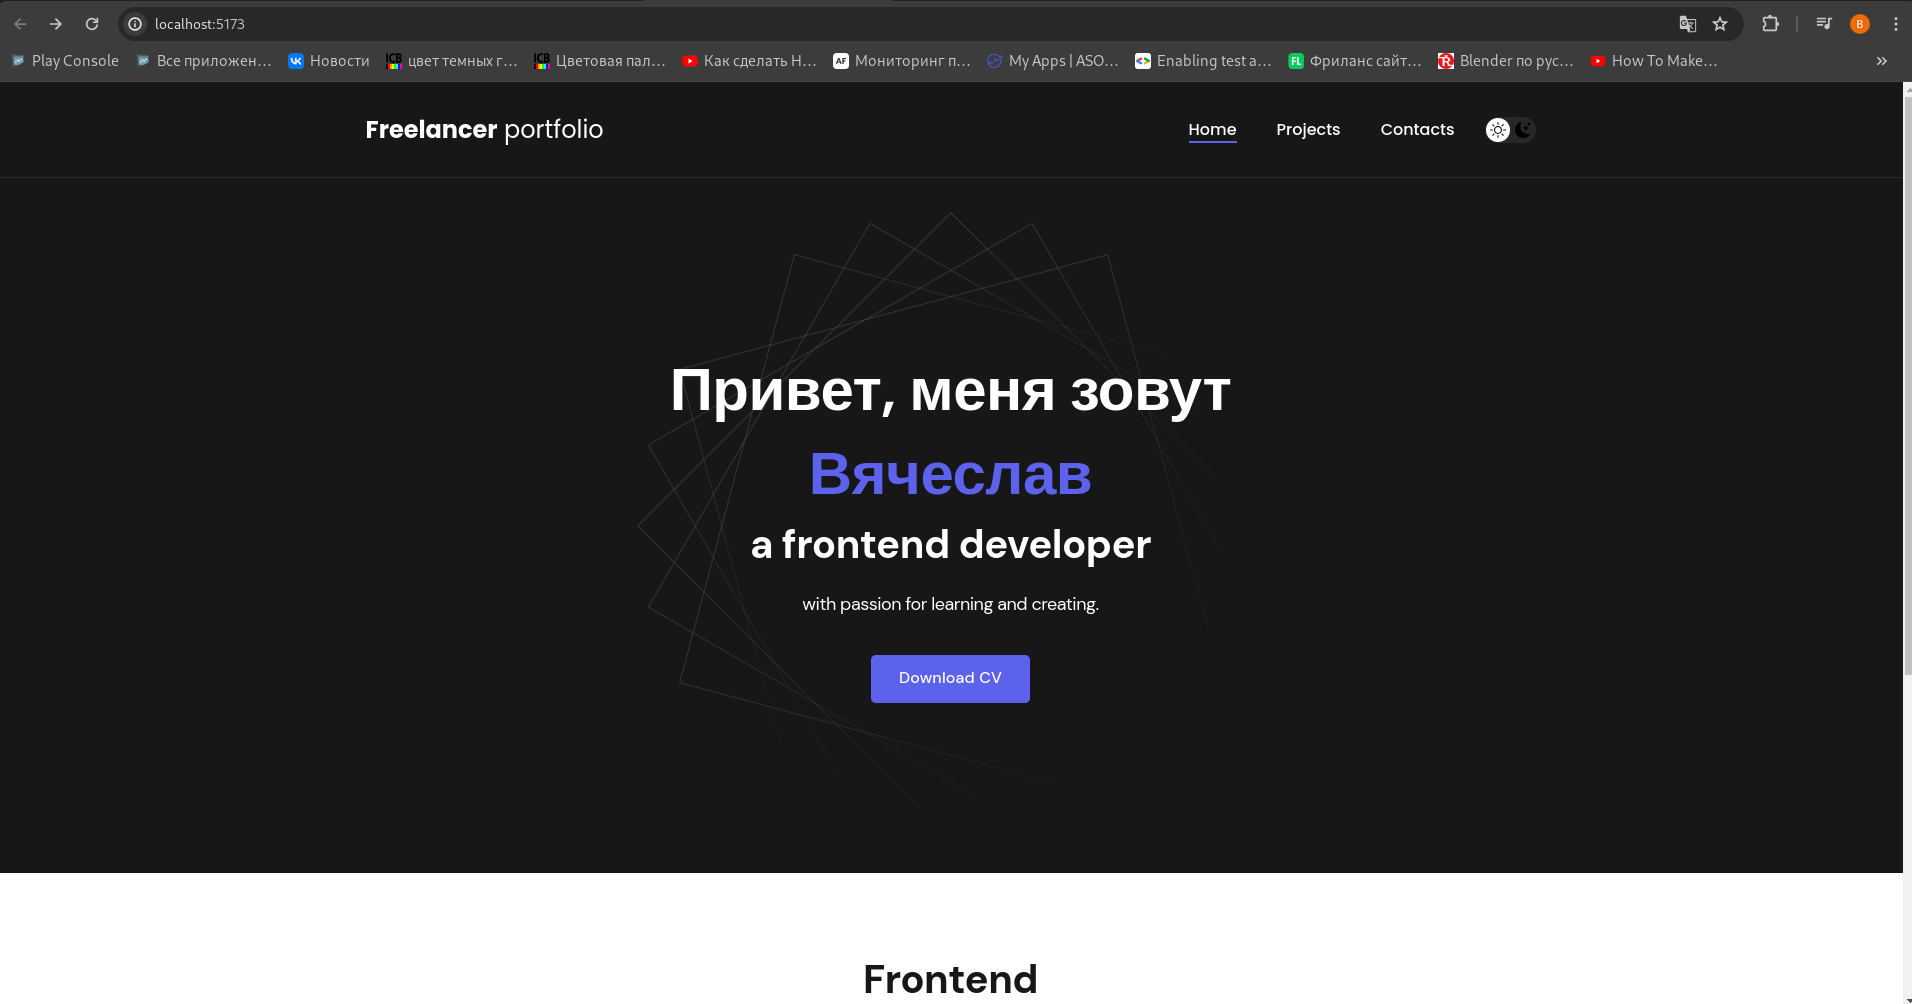 localhost:5173
Play Console Все приложен... Новости цвет темных г... Цветовая пал... Как сделать Н... Мониторинг п... My Apps | ASO... Enabling test a... Фриланс сайт... Blender по рус... How To Make...
Freelancer portfolio
Home Projects Contacts
Привет, меня зовут
Вячеслав
a frontend developer
with passion for learning and creating.
Download CV
Frontend